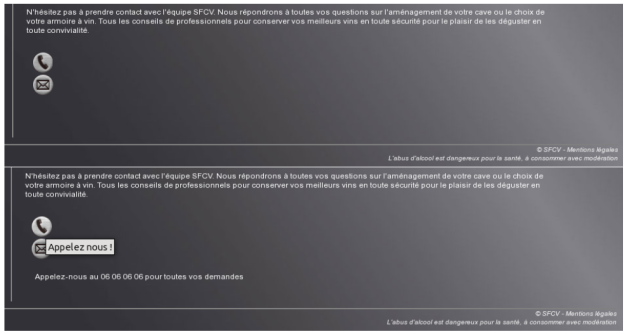 N'hésitez pas à prendre contact avec l'équipe SFCV. Nous répondrons à toutes vos questions sur l'aménagement de votre cave ou le choix de
votre armoire à vin. Tous les conseils de professionnels pour conserver vos meilleurs vins en toute sécurité pour le plaisir de les déguster en
toute convivialité.
© SFCV - Mentions légales
L'abus d'alcool est dangereux pour la santé, à consommer avec modération
N'hésitez pas à prendre contact avec l'équipe SFCV. Nous répondrons à toutes vos questions sur l'aménagement de votre cave ou le choix de
votre armoire à vin. Tous les conseils de professionnels pour conserver vos meilleurs vins en toute sécurité pour le plaisir de les déguster en
toute convivialité.
Appelez nous !
Appelez-nous au 06 06 06 06 pour toutes vos demandes
© SFCV - Mentions légales
L'abus d'alcool est dangereux pour la santé, à consommer avec modération